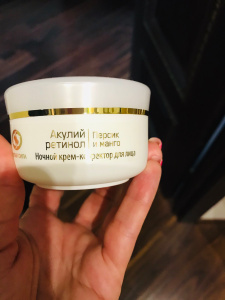 Акулий
ретинол
Персик
и манго
Ночной крем-корректор для лица